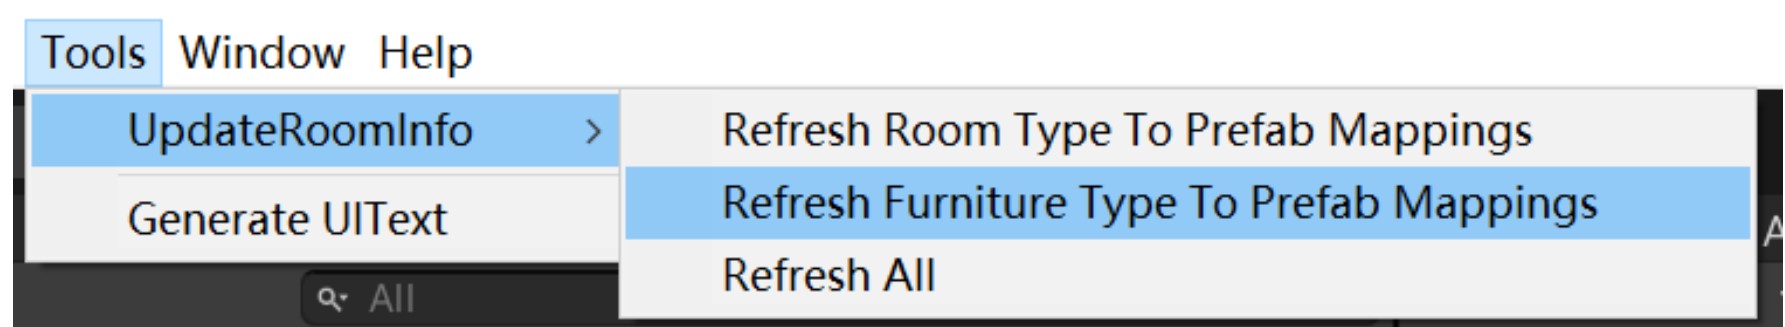 Tools Window Help
UpdateRoomInfo >
Refresh Room Type To Prefab Mappings
Refresh Furniture Type To Prefab Mappings
Refresh All
Generate UIText
All
A